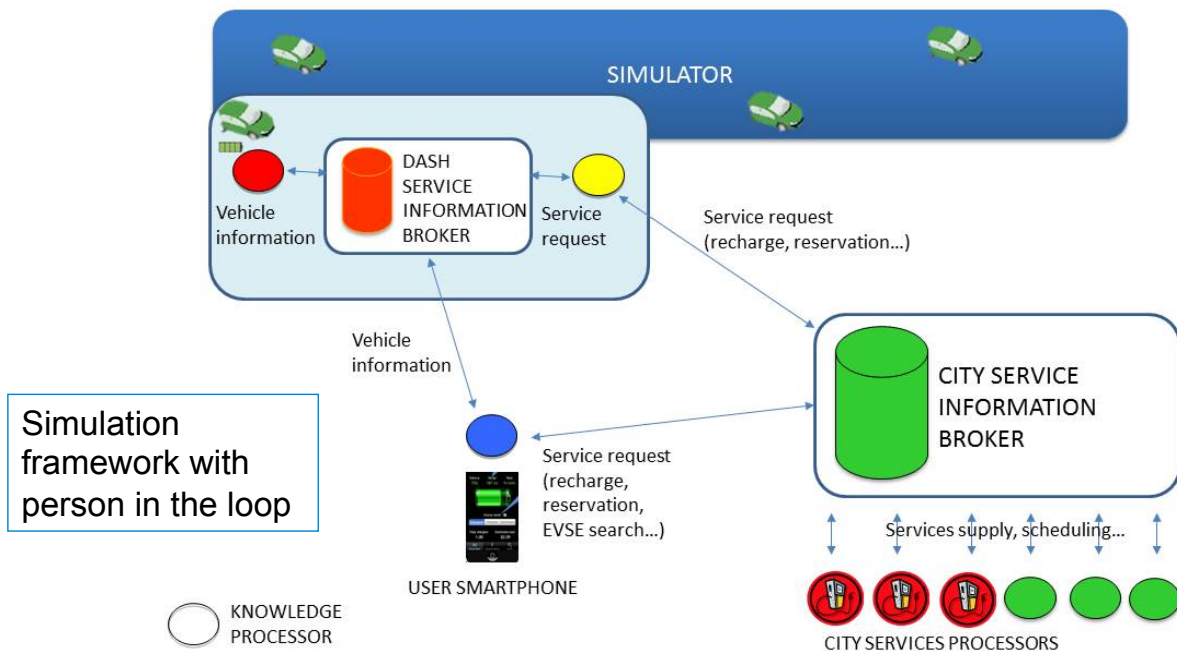 SIMULATOR
DASH
SERVICE
INFORMATION
BROKER
Vehicle
information
Service
request
Service request
(recharge, reservation…)
Vehicle
information
CITY SERVICE
INFORMATION
BROKER
Simulation
framework with
person in the loop
Service request
(recharge,
reservation,
EVSE search…)
Services supply, scheduling…
USER SMARTPHONE
KNOWLEDGE
PROCESSOR
CITY SERVICES PROCESSORS